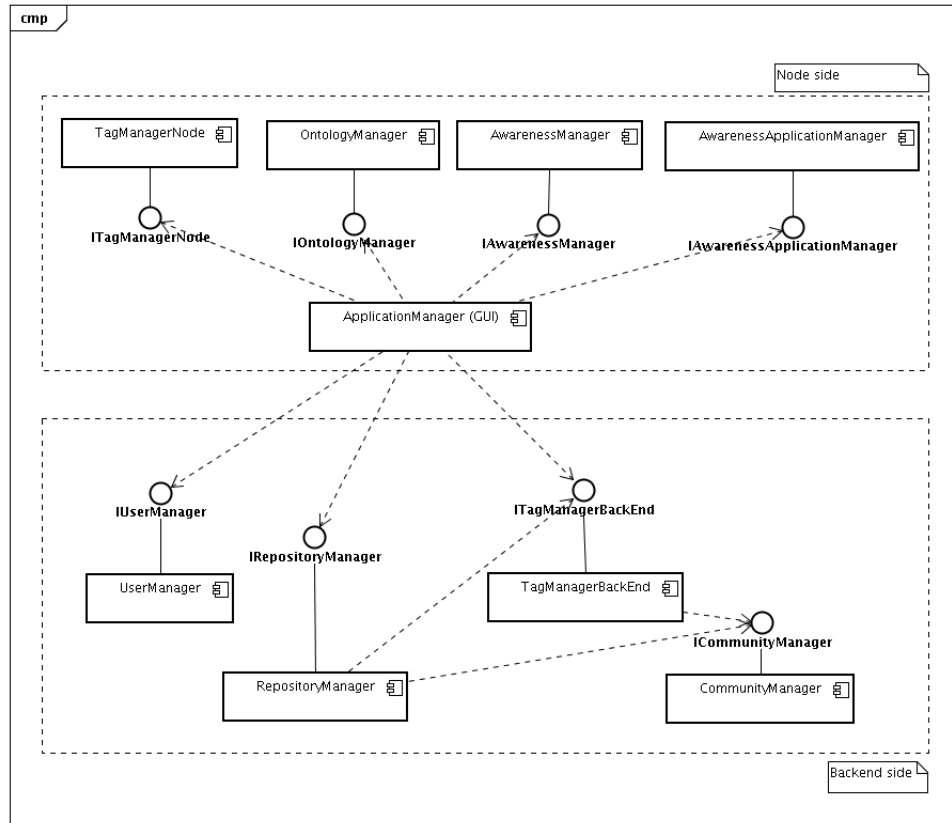 cmp
Node side
TagManagerNode
OntologyManager
AwarenessManager
AwarenessApplicationManager
ITagManagerNode
IOntologyManager
IAwarenessManager
IAwarenessApplicationManager
ApplicationManager (GUI)
IUserManager
ITagManagerBackEnd
IRepositoryManager
UserManager
TagManagerBackEnd
ICommunityManager
RepositoryManager
CommunityManager
Backend side